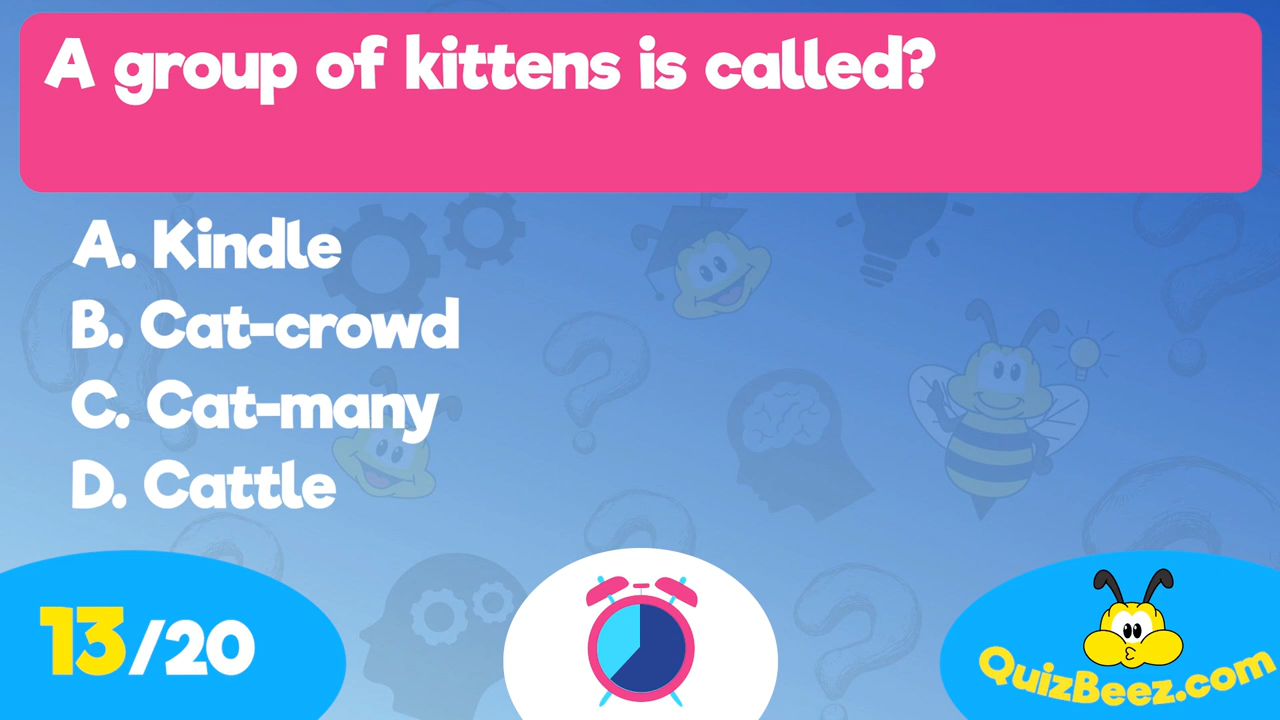 A group of kittens is called?
A. Kindle
B. Cat-crowd
C. Cat-many
D. Cattle
13/20
QuizBeez.com